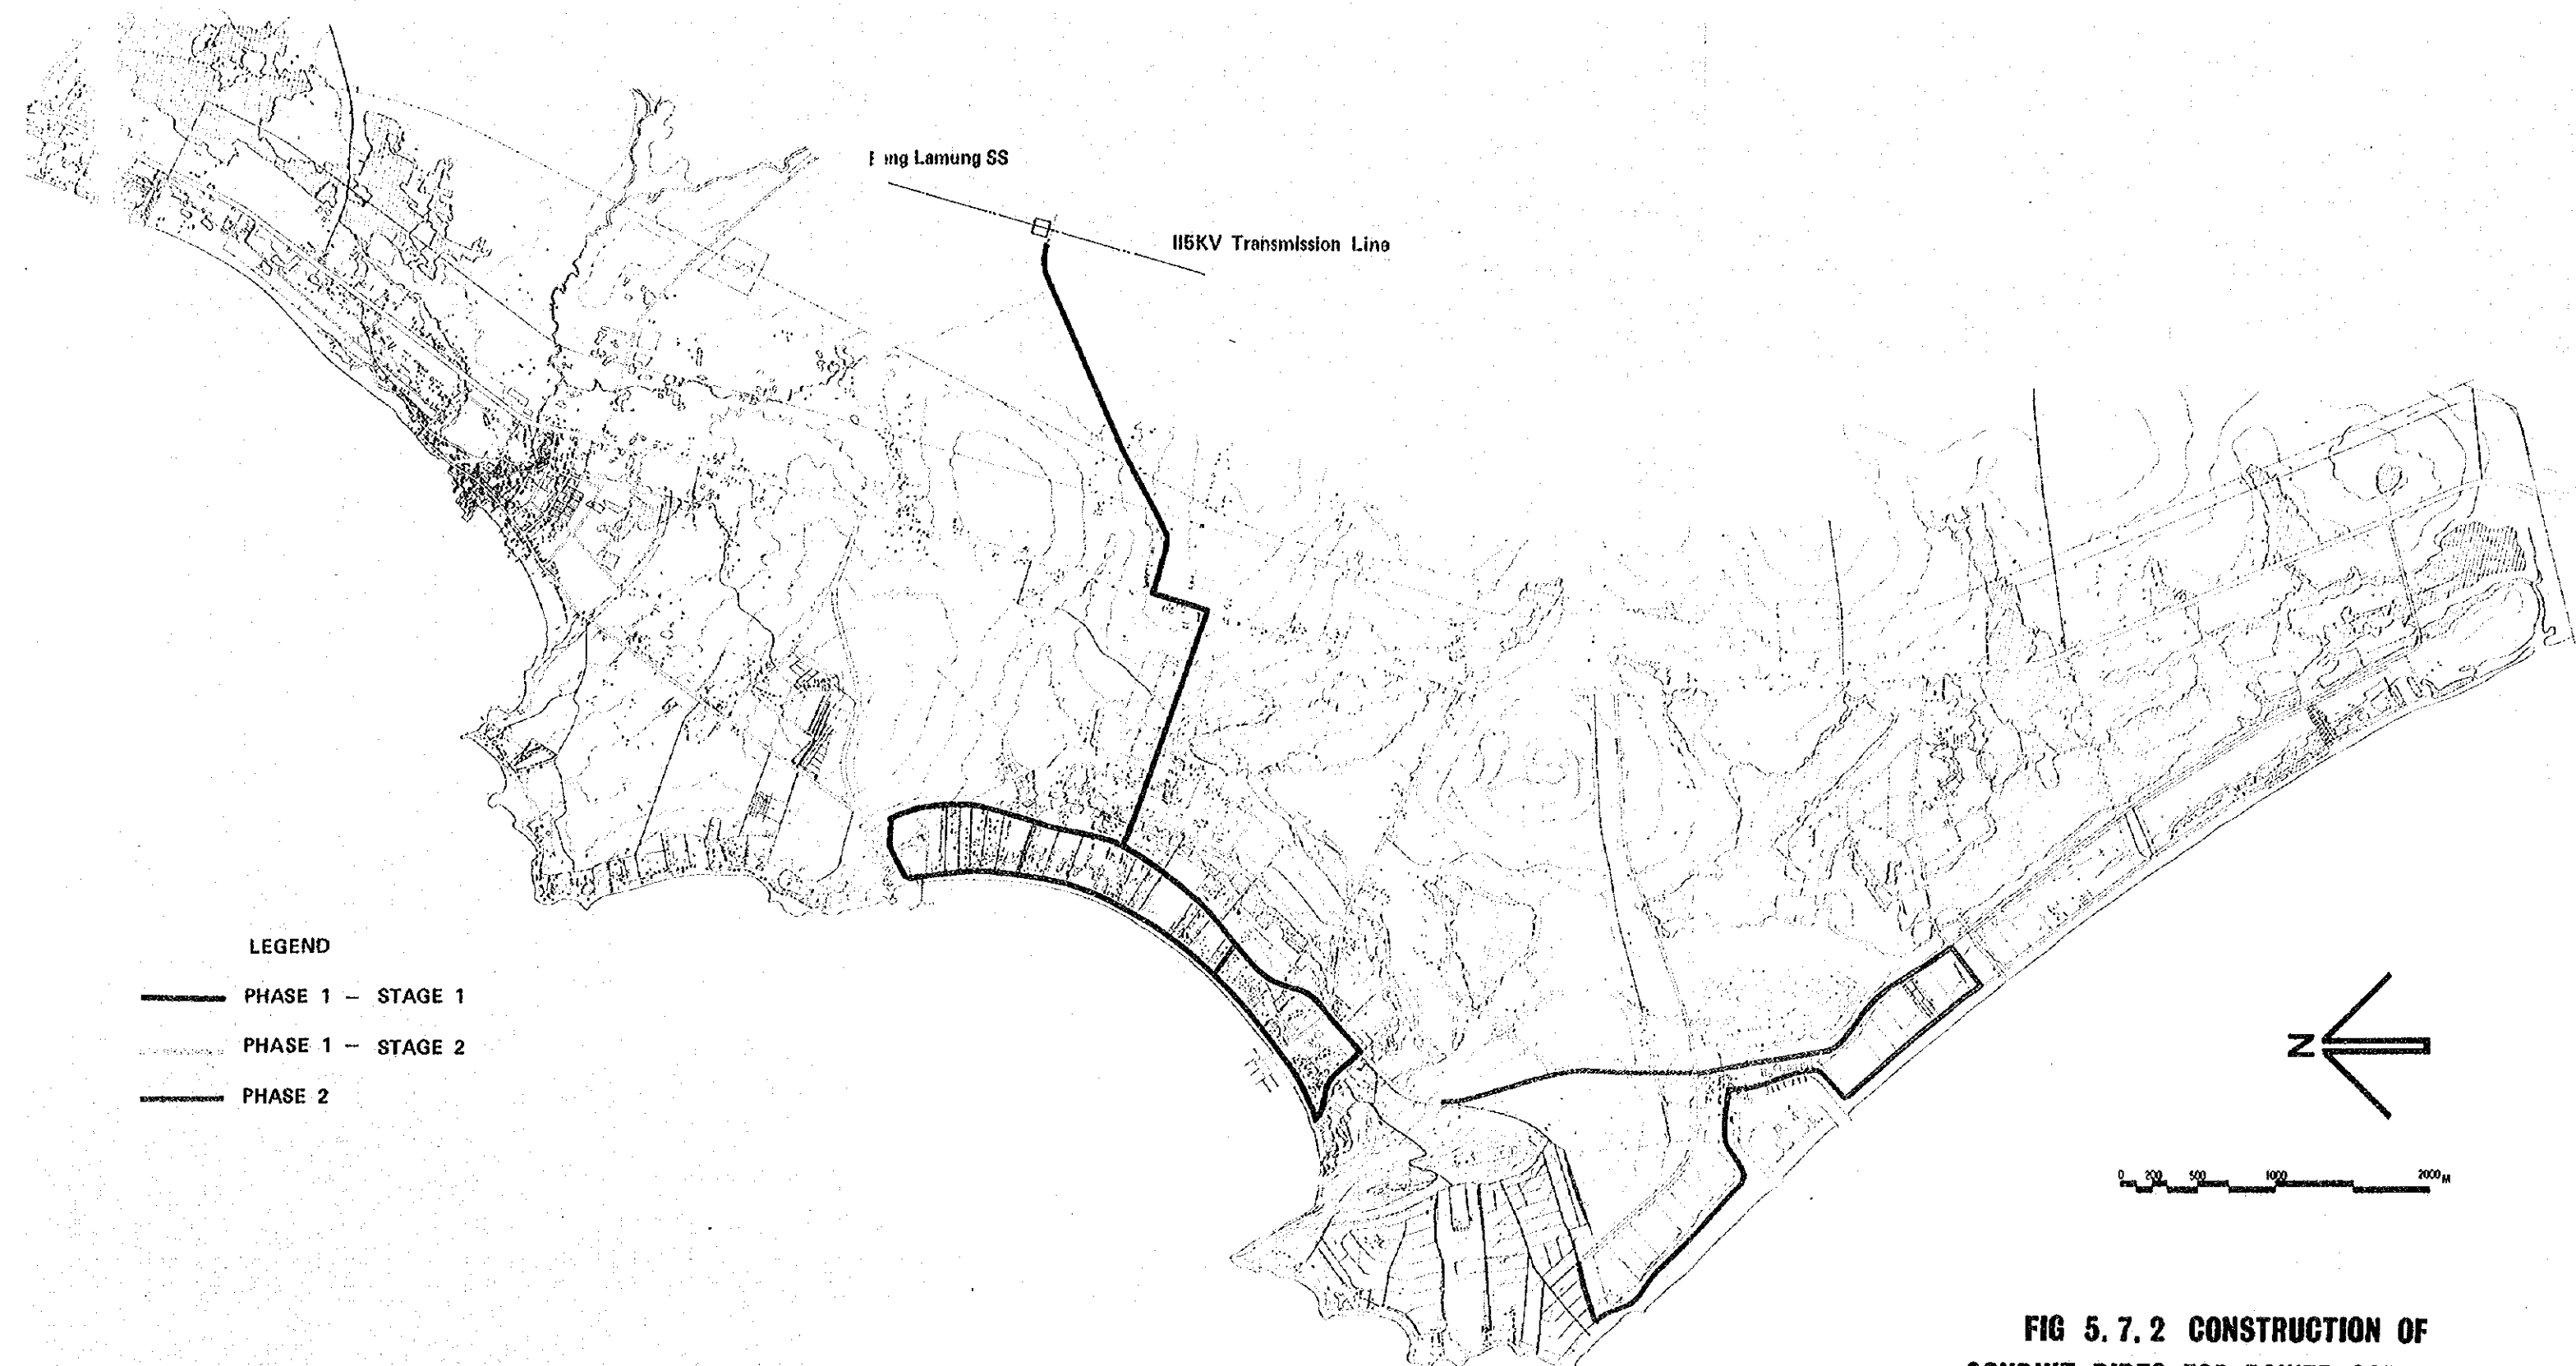 Lamung SS
115KV Transmission Line
LEGEND
PHASE 1 – STAGE 1
PHASE 1 – STAGE 2
PHASE 2
N
0 200 500 1000 2000 M
FIG 5. 7. 2 CONSTRUCTION OF